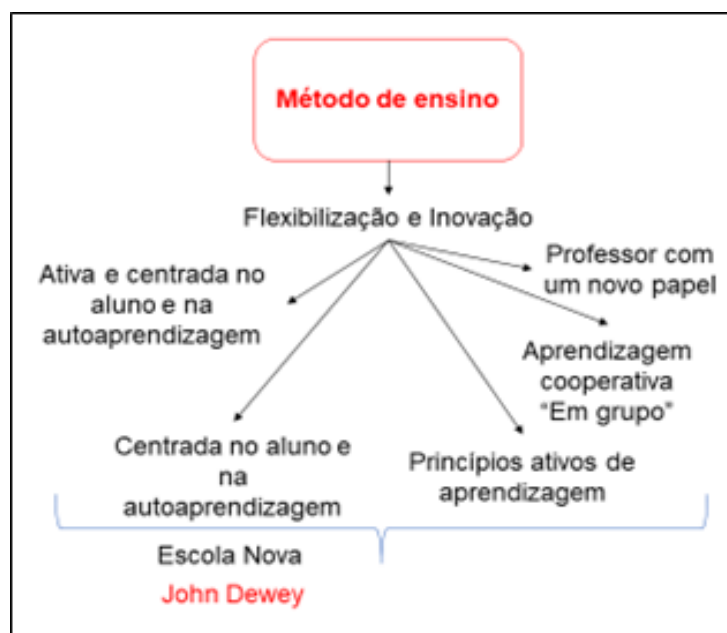 Método de ensino
Flexibilização e Inovação
Ativa e centrada no
aluno e na
autoaprendizagem
Professor com
um novo papel
Aprendizagem
cooperativa
“Em grupo”
Centrada no aluno e
na
autoaprendizagem
Princípios ativos de
aprendizagem
Escola Nova
John Dewey